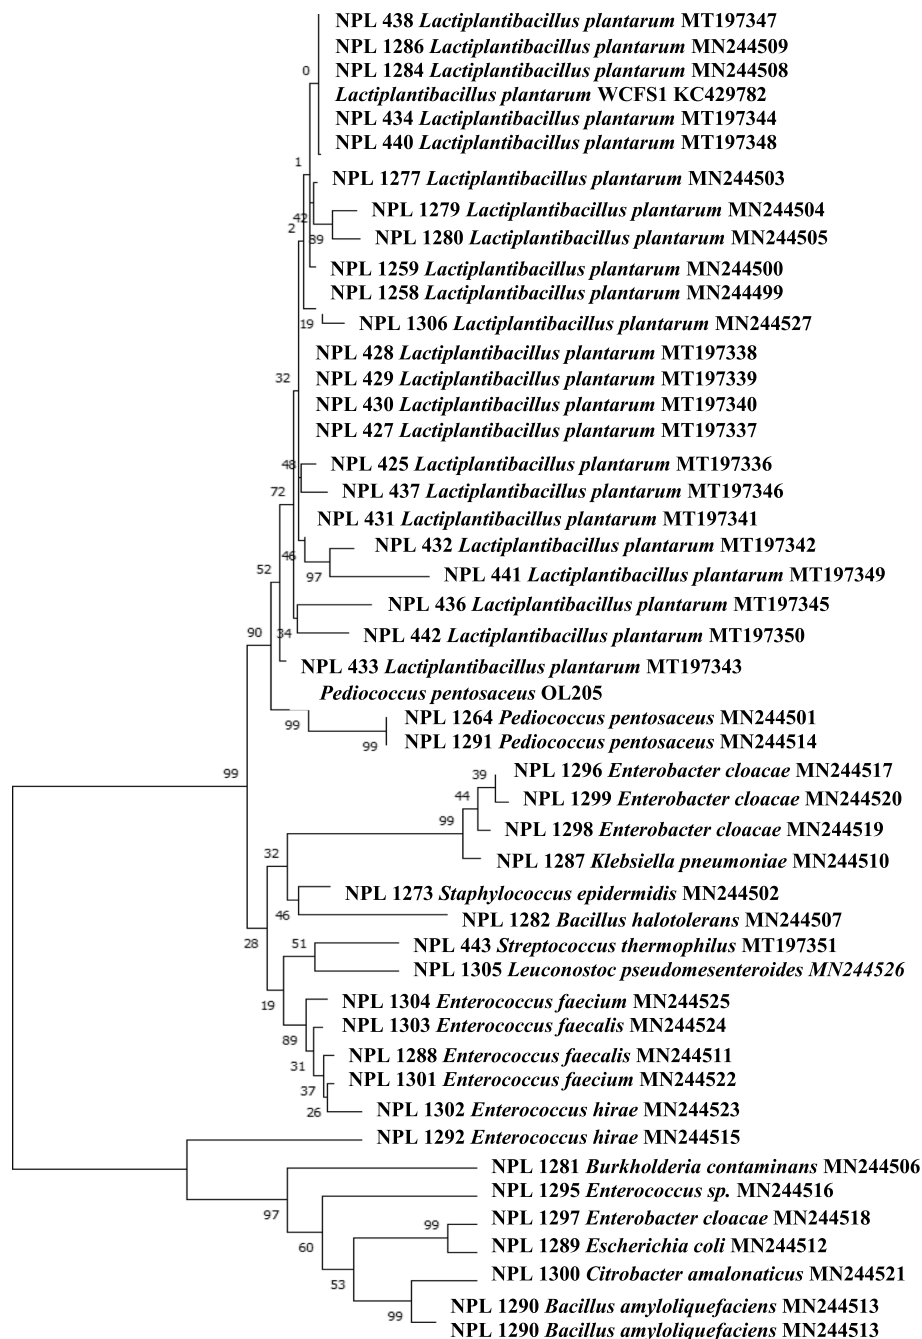 NPL 438 Lactiplantibacillus plantarum MT197347
NPL 1286 Lactiplantibacillus plantarum MN244509
0
NPL 1284 Lactiplantibacillus plantarum MN244508
Lactiplantibacillus plantarum WCFS1 KC429782
NPL 434 Lactiplantibacillus plantarum MT197344
NPL 440 Lactiplantibacillus plantarum MT197348
1
NPL 1277 Lactiplantibacillus plantarum MN244503
NPL 1279 Lactiplantibacillus plantarum MN244504
42
2
39
NPL 1280 Lactiplantibacillus plantarum MN244505
NPL 1259 Lactiplantibacillus plantarum MN244500
NPL 1258 Lactiplantibacillus plantarum MN244499
19
NPL 1306 Lactiplantibacillus plantarum MN244527
NPL 428 Lactiplantibacillus plantarum MT197338
32
NPL 429 Lactiplantibacillus plantarum MT197339
NPL 430 Lactiplantibacillus plantarum MT197340
NPL 427 Lactiplantibacillus plantarum MT197337
48
NPL 425 Lactiplantibacillus plantarum MT197336
72
NPL 437 Lactiplantibacillus plantarum MT197346
NPL 431 Lactiplantibacillus plantarum MT197341
NPL 432 Lactiplantibacillus plantarum MT197342
46
52
97
NPL 441 Lactiplantibacillus plantarum MT197349
NPL 436 Lactiplantibacillus plantarum MT197345
90
34
NPL 442 Lactiplantibacillus plantarum MT197350
NPL 433 Lactiplantibacillus plantarum MT197343
Pediococcus pentosaceus OL205
99
NPL 1264 Pediococcus pentosaceus MN244501
99
NPL 1291 Pediococcus pentosaceus MN244514
99
39
NPL 1296 Enterobacter cloacae MN244517
44
NPL 1299 Enterobacter cloacae MN244520
99
NPL 1298 Enterobacter cloacae MN244519
32
NPL 1287 Klebsiella pneumoniae MN244510
NPL 1273 Staphylococcus epidermidis MN244502
46
NPL 1282 Bacillus halotolerans MN244507
28
51
NPL 443 Streptococcus thermophilus MT197351
NPL 1305 Leuconostoc pseudomesenteroides MN244526
19
NPL 1304 Enterococcus faecium MN244525
NPL 1303 Enterococcus faecalis MN244524
89
NPL 1288 Enterococcus faecalis MN244511
31
NPL 1301 Enterococcus faecium MN244522
37
26
NPL 1302 Enterococcus hirae MN244523
NPL 1292 Enterococcus hirae MN244515
NPL 1281 Burkholderia contaminans MN244506
NPL 1295 Enterococcus sp. MN244516
97
99
NPL 1297 Enterobacter cloacae MN244518
60
NPL 1289 Escherichia coli MN244512
NPL 1300 Citrobacter amalonaticus MN244521
53
NPL 1290 Bacillus amyloliquefaciens MN244513
99
NPL 1290 Bacillus amyloliquefaciens MN244513